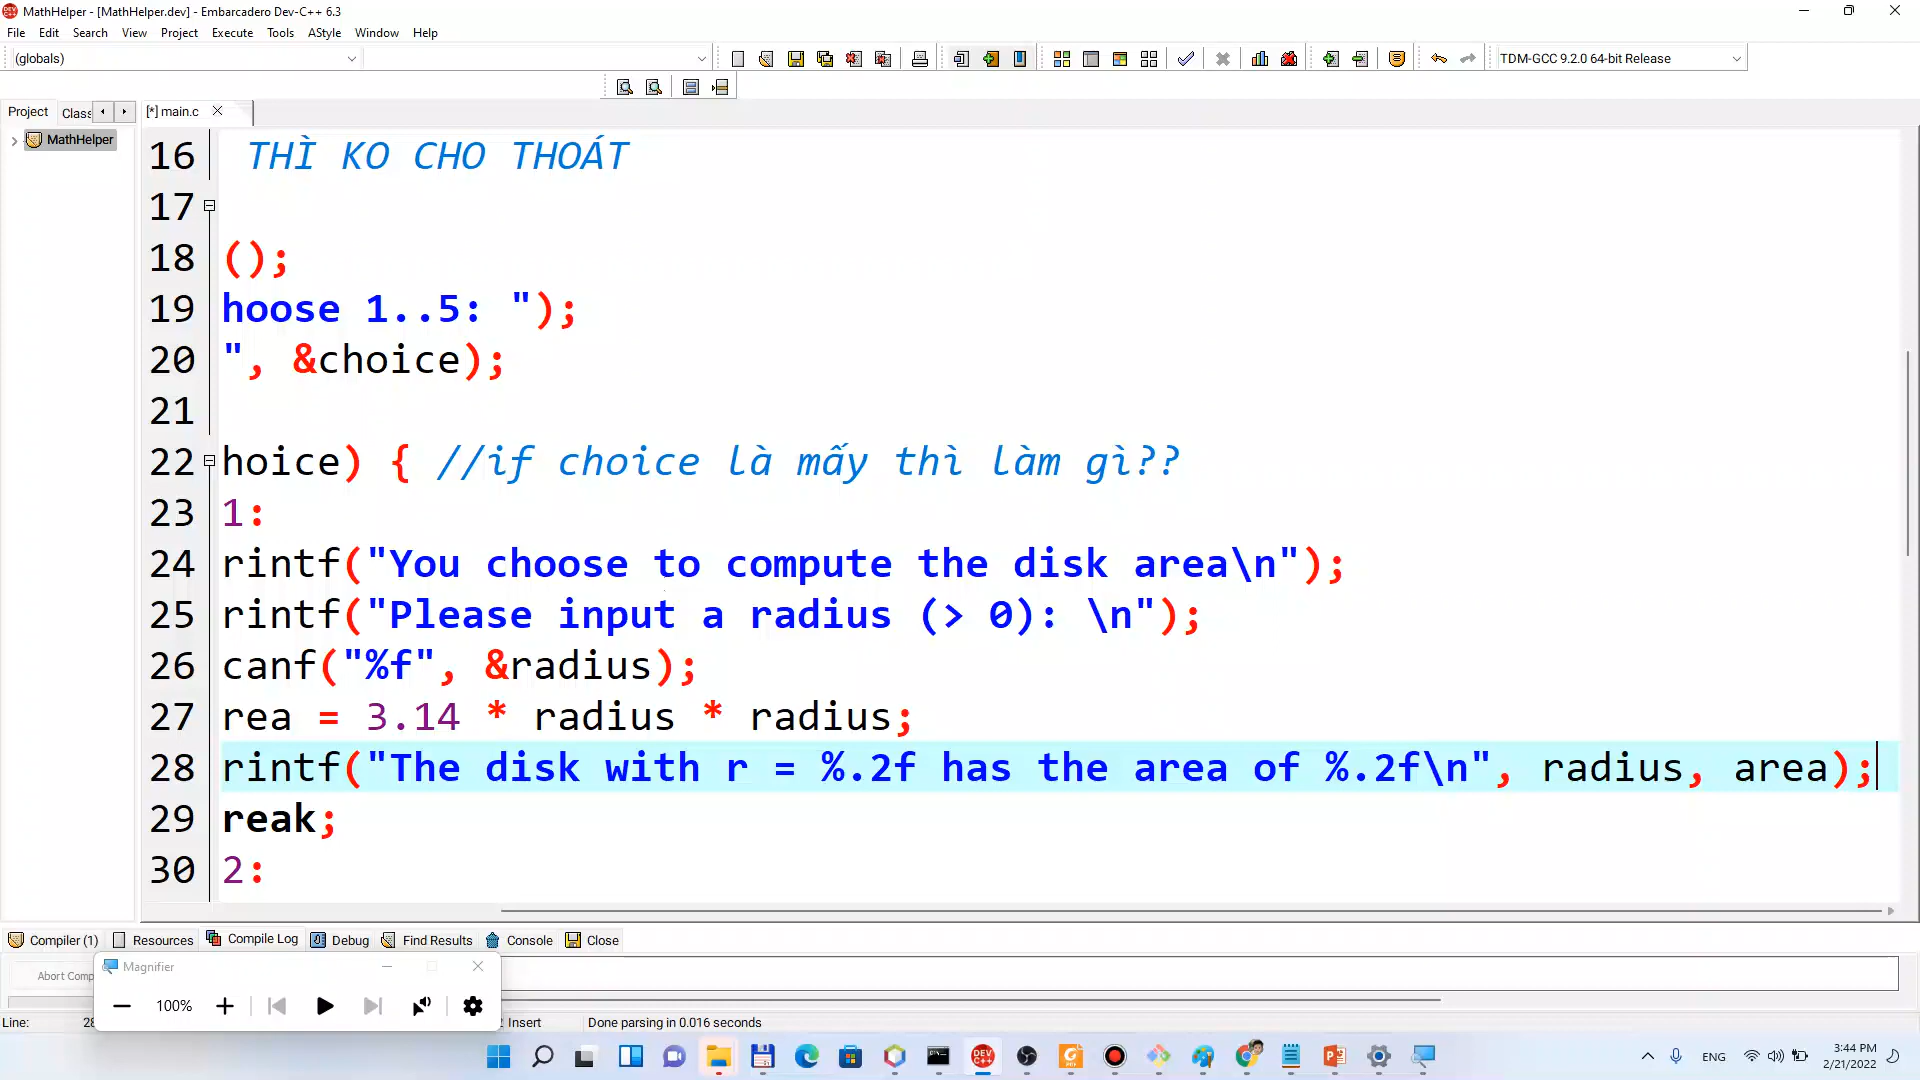 MathHelper - [MathHelper.dev] - Embarcadero Dev-C++ 6.3
File Edit Search View Project Execute Tools AStyle Window Help
(globals)
TDM-GCC 9.2.0 64-bit Release
Project Class
[*] main.c
MathHelper
16 THÌ KO CHO THOÁT
17
18 ();
19 hoose 1..5: ");
20 ", &choice);
21
22 hoice) { //if choice là mấy thì làm gì??
23 1:
24 rintf("You choose to compute the disk area\n");
25 rintf("Please input a radius (> 0): \n");
26 canf("%f", &radius);
27 rea = 3.14 * radius * radius;
28 rintf("The disk with r = %.2f has the area of %.2f\n", radius, area);
29 reak;
30 2:
Compiler (1) Resources Compile Log Debug Find Results Console Close
Abort Comp
Magnifier
100%
Line: 28 Insert Done parsing in 0.016 seconds
DEV C++
ENG
3:44 PM
2/21/2022